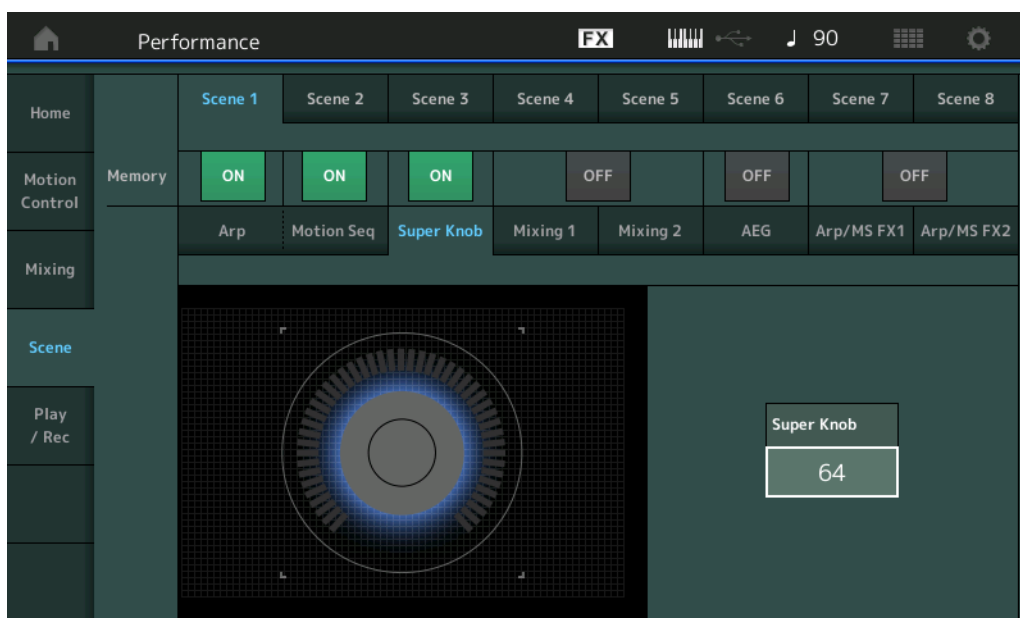 Performance FX 90
Home
Scene 1 Scene 2 Scene 3 Scene 4 Scene 5 Scene 6 Scene 7 Scene 8
Motion
Control
Memory ON ON ON OFF OFF OFF
Arp Motion Seq Super Knob Mixing 1 Mixing 2 AEG Arp/MS FX1 Arp/MS FX2
Mixing
Scene
Play
/ Rec
Super Knob
64